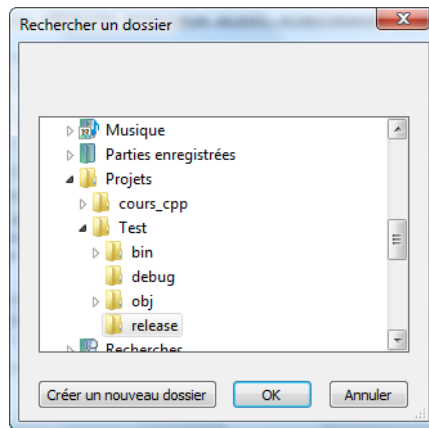 Rechercher un dossier
Musique
Parties enregistrées
Projets
cours_cpp
Test
bin
debug
obj
release
Recherches
Créer un nouveau dossier
OK
Annuler